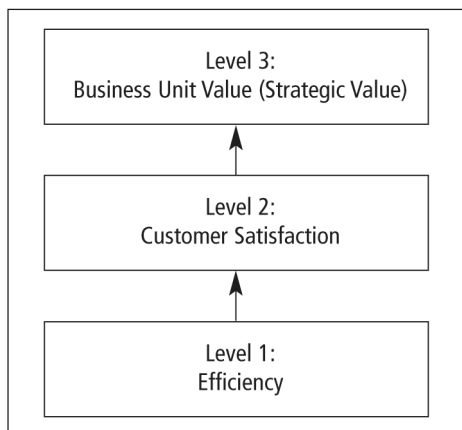 Level 3:
Business Unit Value (Strategic Value)
Level 2:
Customer Satisfaction
Level 1:
Efficiency